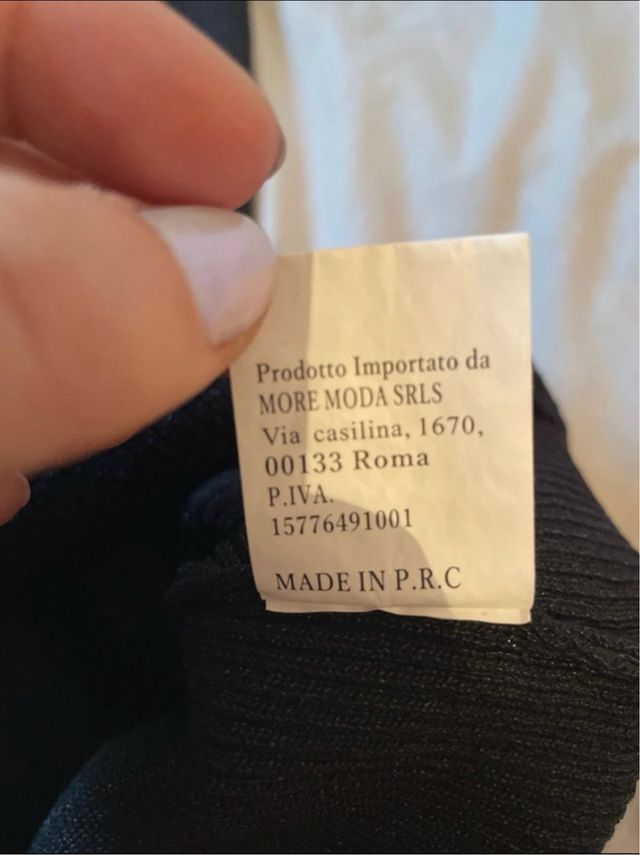 Prodotto Importato da
MORE MODA SRLS
Via casilina, 1670,
00133 Roma
P.IVA.
15776491001
MADE IN P.R.C